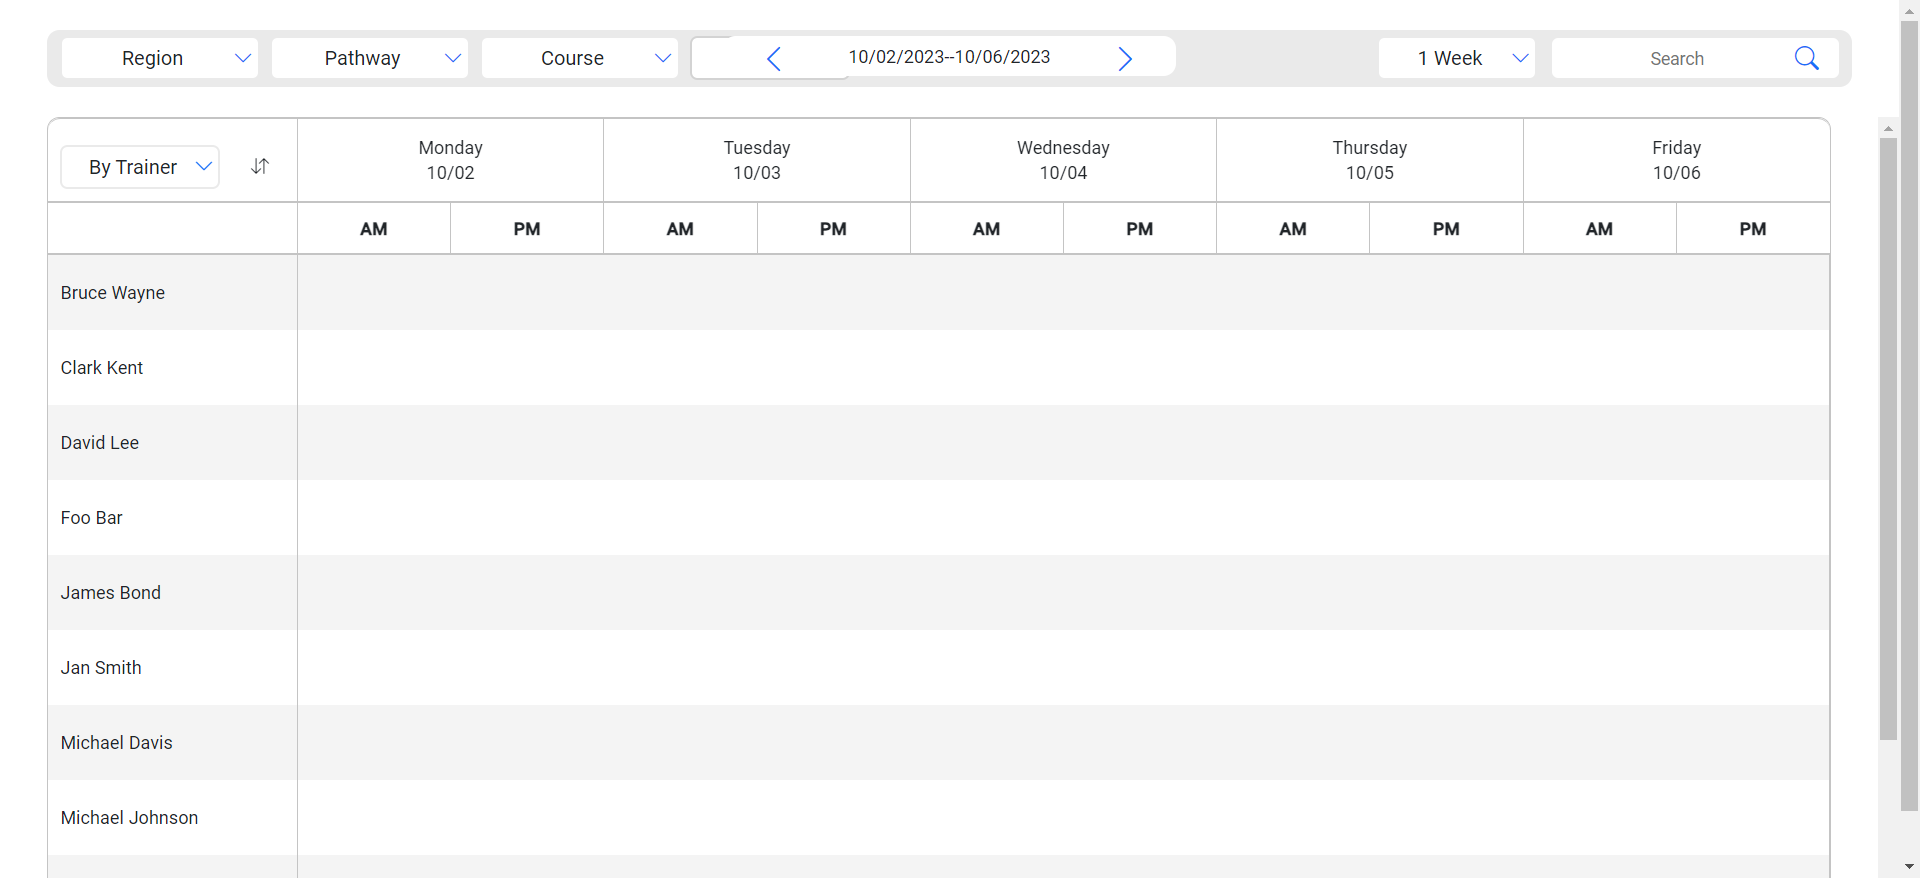 Region
Pathway
Course
10/02/2023--10/06/2023
1 Week
Search
By Trainer
Monday
10/02
Tuesday
10/03
Wednesday
10/04
Thursday
10/05
Friday
10/06
AM PM AM PM AM PM AM PM AM PM
Bruce Wayne
Clark Kent
David Lee
Foo Bar
James Bond
Jan Smith
Michael Davis
Michael Johnson